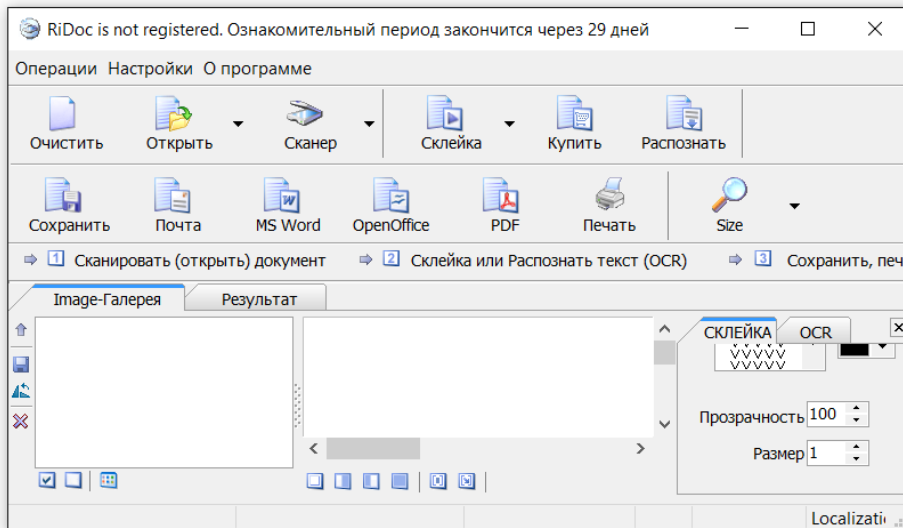 RiDoc is not registered. Ознакомительный период закончится через 29 дней
Операции Настройки О программе
Очистить Открыть Сканер Склейка Купить Распознать
Сохранить Почта MS Word OpenOffice PDF Печать Size
1 Сканировать (открыть) документ 2 Склейка или Распознать текст (OCR) 3 Сохранить, печ
Image-Галерея Результат
СКЛЕЙКА OCR
VVVVV
VVVVV
Прозрачность 100
Размер 1
Localizati